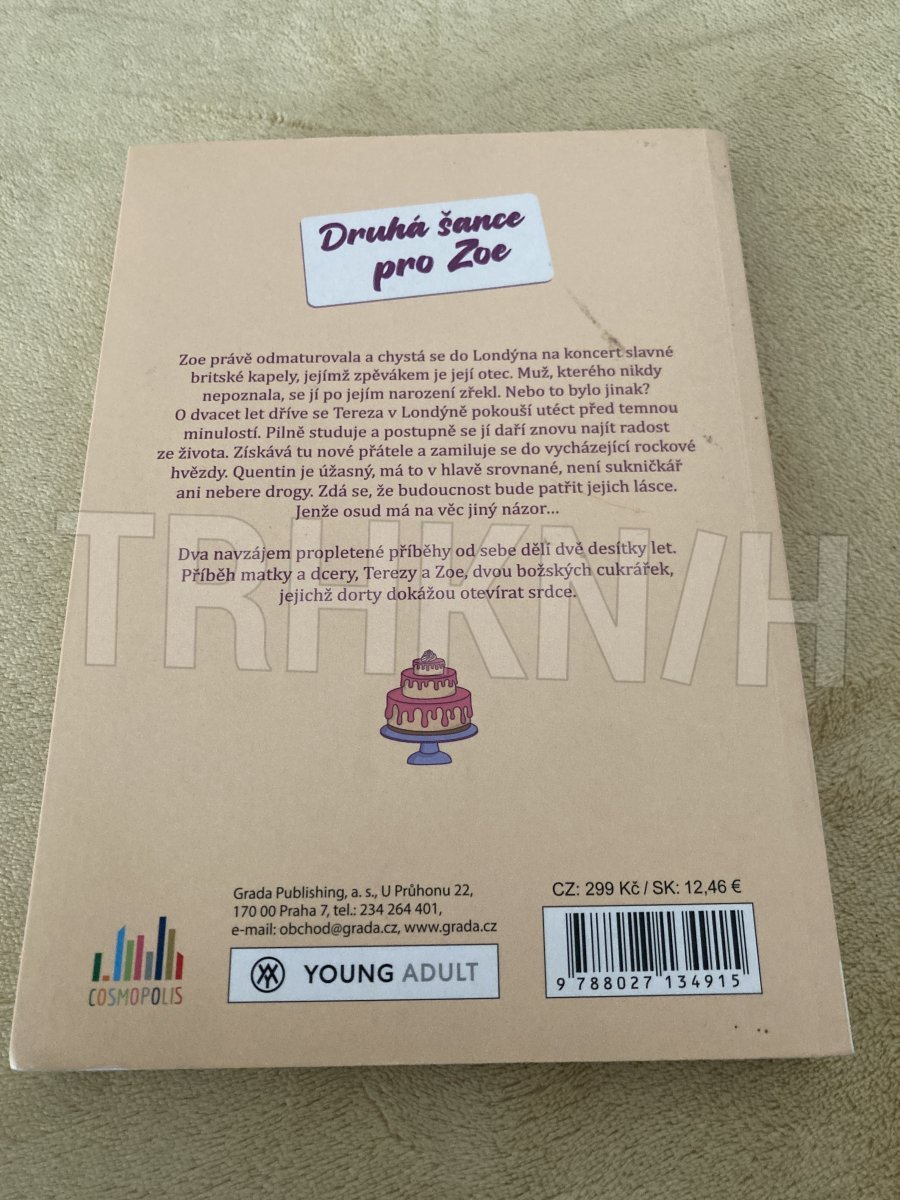 Druhá šance
pro Zoe
Zoe právě odmaturovala a chystá se do Londýna na koncert slavné
britské kapely, jejímž zpěvákem je její otec. Muž, kterého nikdy
nepoznala, se jí po jejím narození zřekl. Nebo to bylo jinak?
O dvacet let dříve se Tereza v Londýně pokouší utéct před temnou
minulostí. Pilně studuje a postupně se jí daří znovu najít radost
ze života. Získává tu nové přátele a zamiluje se do vycházející rockové
hvězdy. Quentin je úžasný, má to v hlavě srovnané, není sukničkář
ani nebere drogy. Zdá se, že budoucnost bude patřit jejich lásce.
Jenže osud má na věc jiný názor...
Dva navzájem propletené příběhy od sebe dělí dvě desítky let.
Příběh matky a dcery, Terezy a Zoe, dvou božských cukrářek,
jejichž dorty dokážou otevírat srdce.
TRHKNIH
Grada Publishing, a. s., U Průhonu 22,
170 00 Praha 7, tel.: 234 264 401,
e-mail: obchod@grada.cz, www.grada.cz
CZ: 299 Kč / SK: 12,46 €
COSMOPOLIS
YOUNG ADULT
9 788027 134915